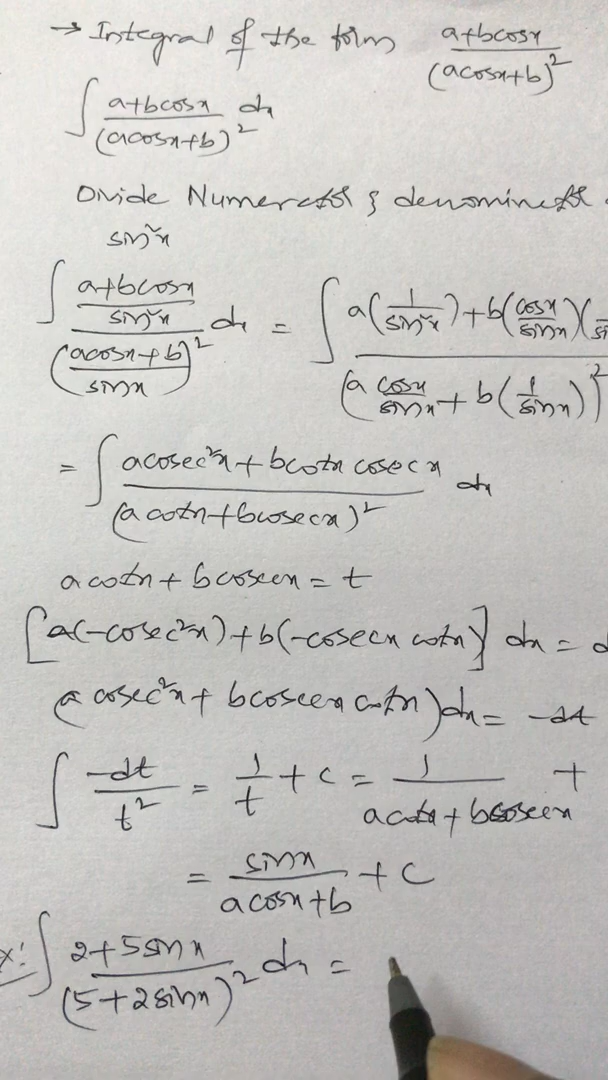 → Integral of the form (a+bcosx)/(acosx+b)²
∫ (a+bcosx)/(acosx+b)² dx
Divide Numerator & denominator
sin²x
∫ ((a+bcosx)/sin²x)/((acosx+b)/sinx)² dx = ∫ (a(1/sin²x)+b(cosx/sinx)(/(a cosx/sinx + b(1/sinx))²
= ∫ (acosec²x + bcotx cosecx)/(acotx+bcosecx)² dx
acotx + bcosecx = t
[a(-cosec²x)+b(-cosecx cotx)] dx =
(a cosec²x + bcosecx cotx)dx = -dt
∫ -dt/t² = 1/t + c = 1/(acotx + bcosecx) +
= sinx/(acosx+b) + c
x: ∫ (2+5sinx)/(5+2sinx)² dx =